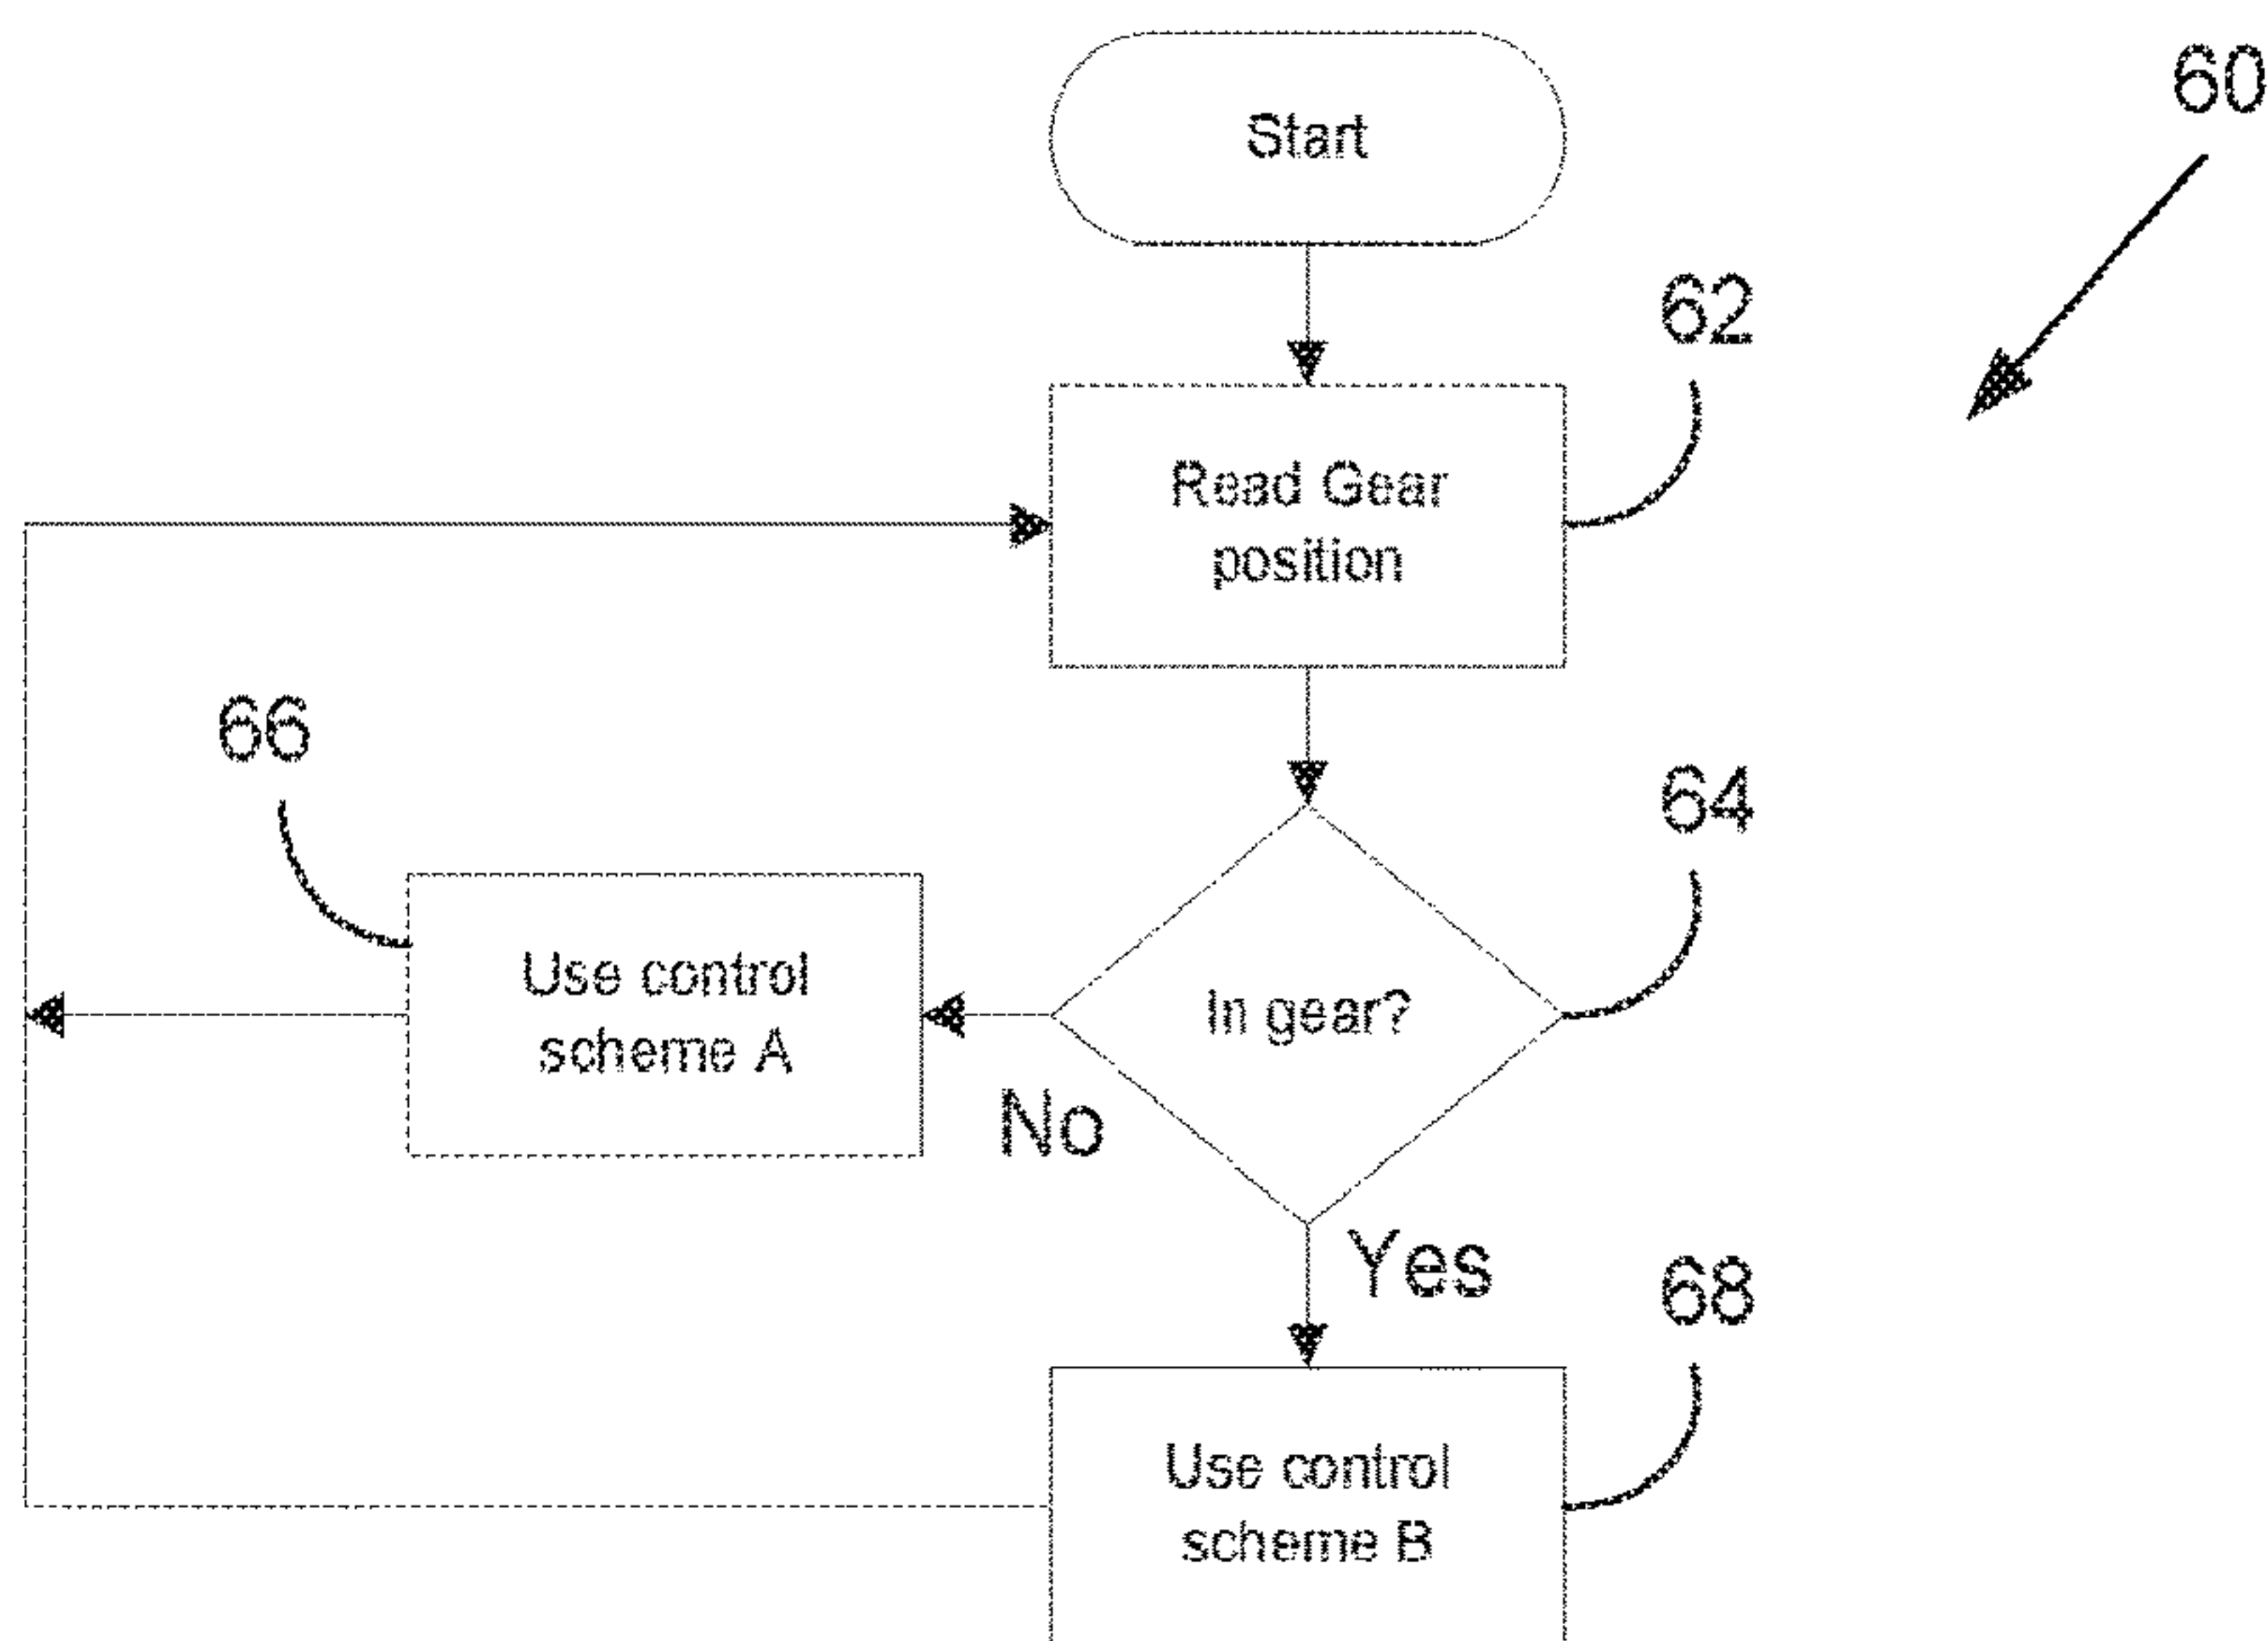 Start
60
62
Read Gear
position
66
64
Use control
scheme A
In gear?
No
Yes
68
Use control
scheme B